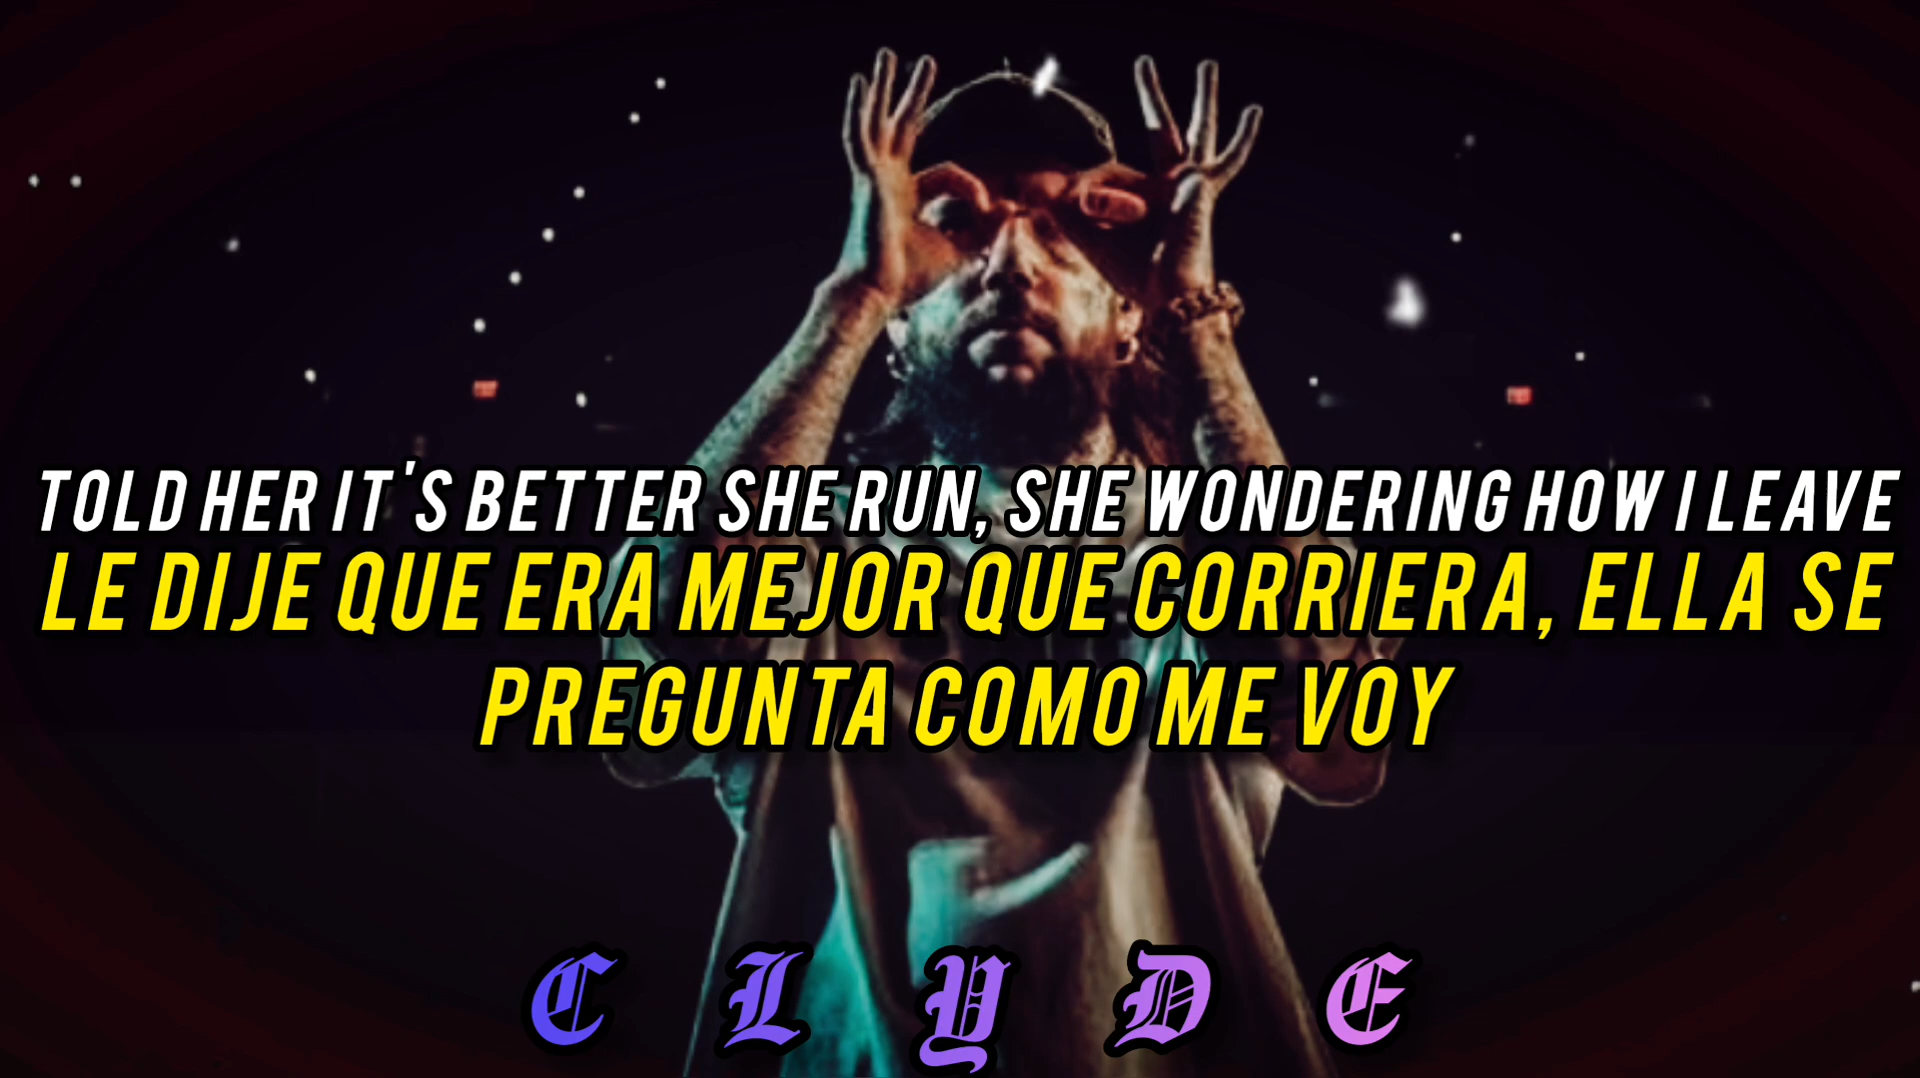 TOLD HER IT'S BETTER SHE RUN, SHE WONDERING HOW I LEAVE
LE DIJE QUE ERA MEJOR QUE CORRIERA, ELLA SE
PREGUNTA COMO ME VOY
CLYDE